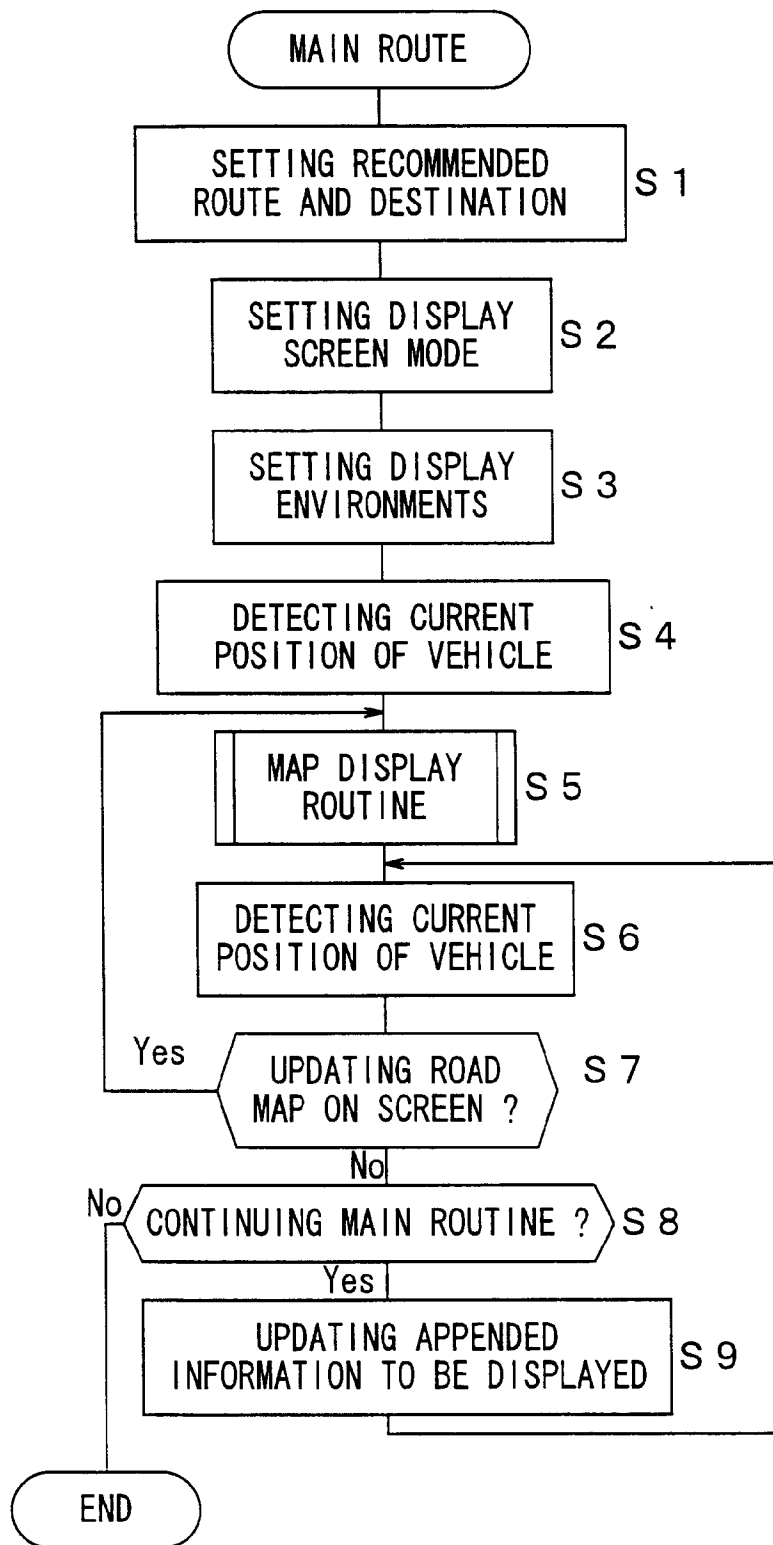 MAIN ROUTE
SETTING RECOMMENDED
ROUTE AND DESTINATION
S 1
SETTING DISPLAY
SCREEN MODE
S 2
SETTING DISPLAY
ENVIRONMENTS
S 3
DETECTING CURRENT
POSITION OF VEHICLE
S 4
MAP DISPLAY
ROUTINE
S 5
DETECTING CURRENT
POSITION OF VEHICLE
S 6
Yes
UPDATING ROAD
MAP ON SCREEN ?
S 7
No
No
CONTINUING MAIN ROUTINE ?
S 8
Yes
UPDATING APPENDED
INFORMATION TO BE DISPLAYED
S 9
END